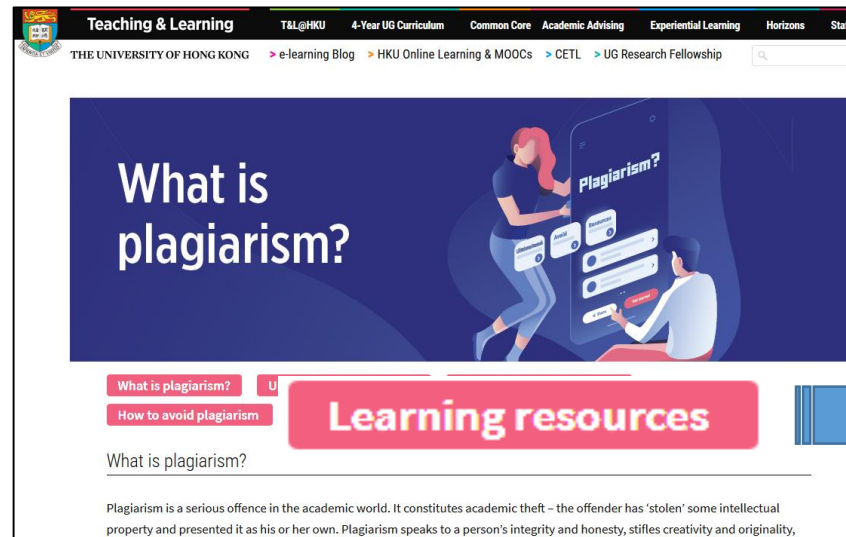 Teaching & Learning
T&L@HKU 4-Year UG Curriculum Common Core Academic Advising Experiential Learning Horizons
THE UNIVERSITY OF HONG KONG
> e-learning Blog > HKU Online Learning & MOOCs > CETL > UG Research Fellowship
What is
plagiarism?
Plagiarism?
Avoid
Resources
What is plagiarism?
How to avoid plagiarism
Learning resources
What is plagiarism?
Plagiarism is a serious offence in the academic world. It constitutes academic theft – the offender has ‘stolen’ some intellectual
property and presented it as his or her own. Plagiarism speaks to a person’s integrity and honesty, stifles creativity and originality,